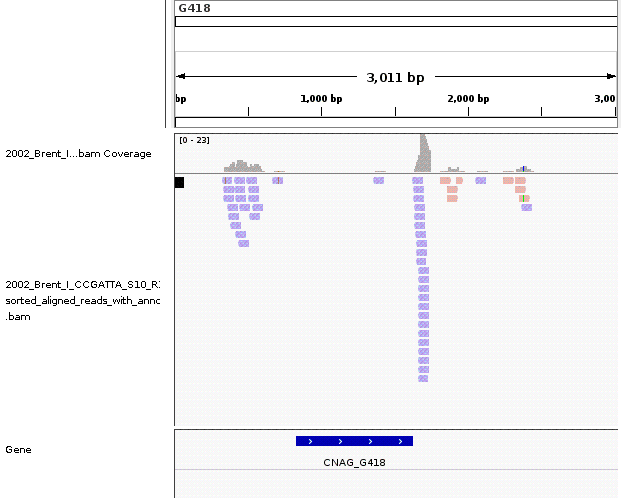 G418
3,011 bp
bp 1,000 bp 2,000 bp 3,00
[0 - 23]
2002_Brent_I...bam Coverage
2002_Brent_I_CCGATTA_S10_R
sorted_aligned_reads_with_anno
.bam
Gene
CNAG_G418